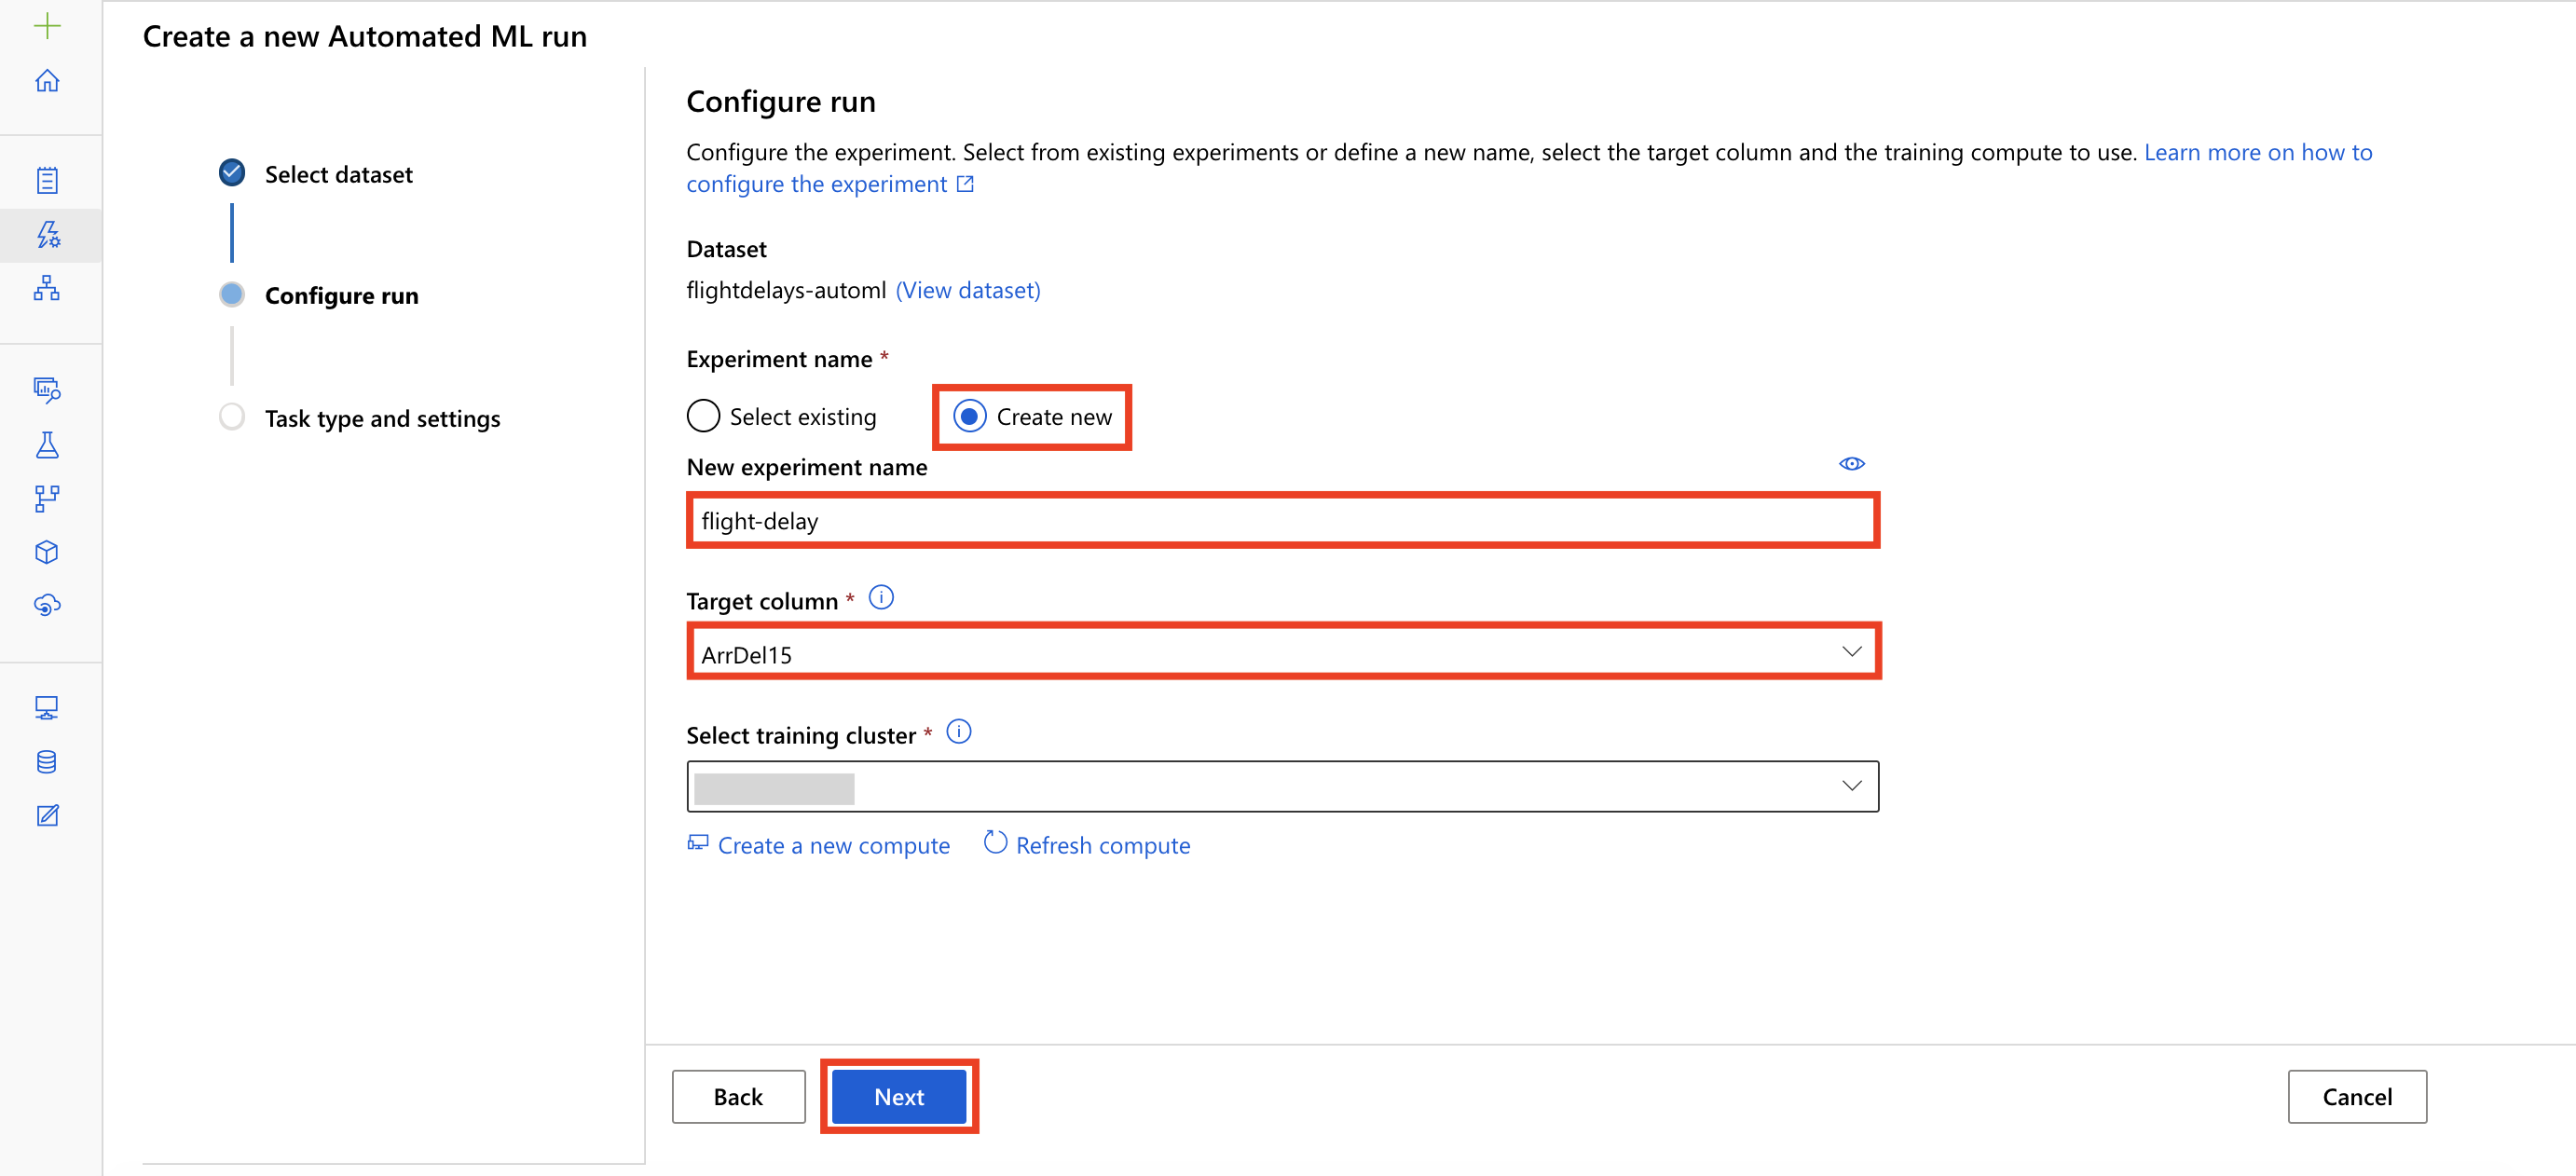 Create a new Automated ML run
Select dataset
Configure run
Task type and settings
Configure run
Configure the experiment. Select from existing experiments or define a new name, select the target column and the training compute to use. Learn more on how to
configure the experiment
Dataset
flightdelays-automl (View dataset)
Experiment name *
Select existing
Create new
New experiment name
flight-delay
Target column *
ArrDel15
Select training cluster *
Create a new compute
Refresh compute
Back
Next
Cancel